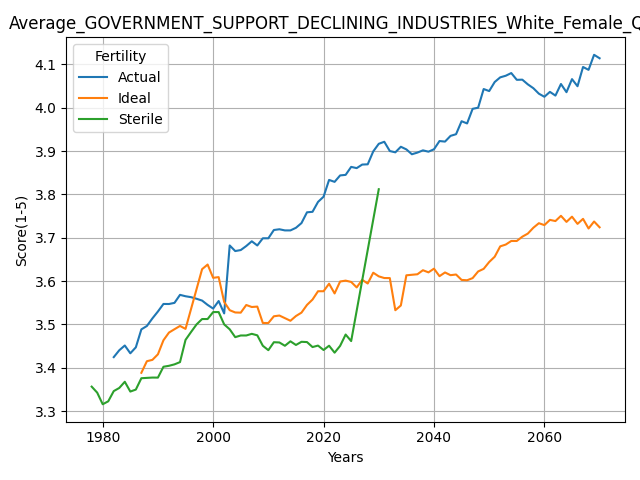 Average_GOVERNMENT_SUPPORT_DECLINING_INDUSTRIES_White_Female_Q
Fertility
Actual
Ideal
Sterile
4.1
4.0
3.9
3.8
3.7
3.6
3.5
3.4
3.3
Score(1-5)
1980 2000 2020 2040 2060
Years